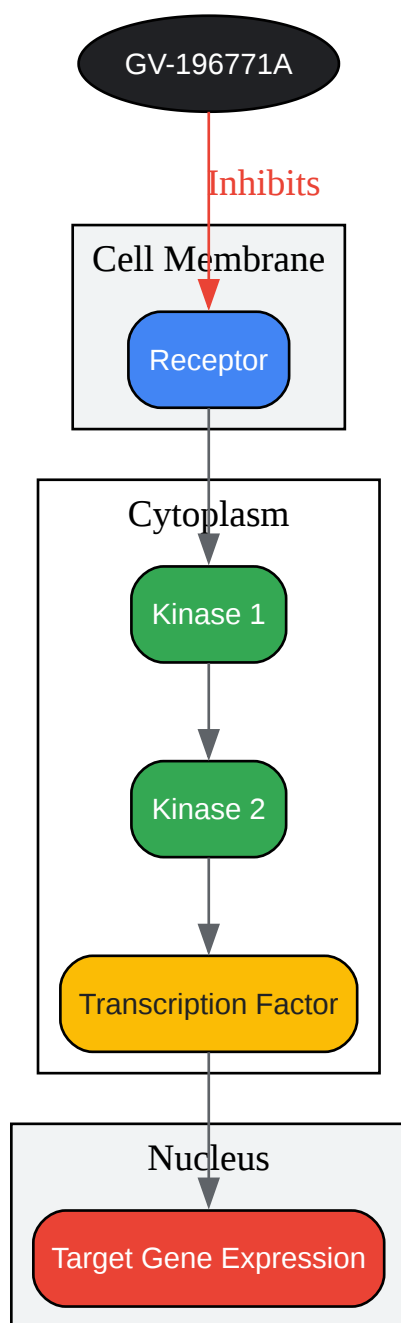 GV-196771A
Inhibits
Cell Membrane
Receptor
Cytoplasm
Kinase 1
Kinase 2
Transcription Factor
Nucleus
Target Gene Expression